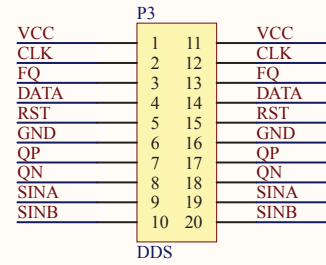 P3
VCC 1 11 VCC
CLK 2 12 CLK
FQ 3 13 FQ
DATA 4 14 DATA
RST 5 15 RST
GND 6 16 GND
QP 7 17 QP
QN 8 18 QN
SINA 9 19 SINA
SINB 10 20 SINB
DDS